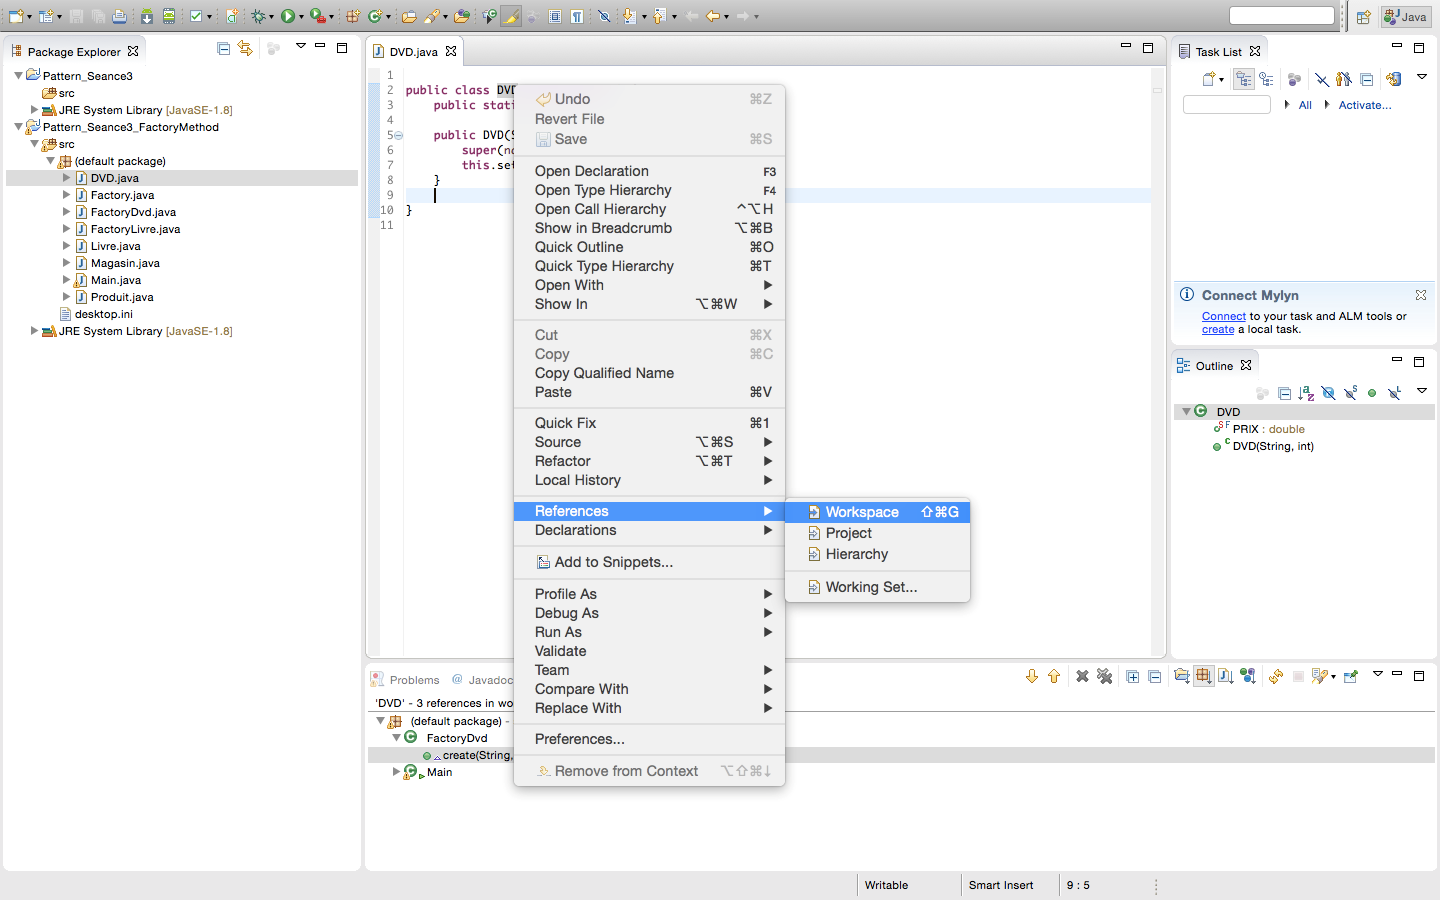 Java
Package Explorer
Pattern_Seance3
src
JRE System Library [JavaSE-1.8]
Pattern_Seance3_FactoryMethod
src
(default package)
DVD.java
Factory.java
FactoryDvd.java
FactoryLivre.java
Livre.java
Magasin.java
Main.java
Produit.java
desktop.ini
JRE System Library [JavaSE-1.8]
DVD.java
1
2 public class DVD
3 public stati
4
5 public DVD(S
6 super(no
7 this.set
8 }
9
10 }
11
Undo ⌘Z
Revert File
Save ⌘S
Open Declaration F3
Open Type Hierarchy F4
Open Call Hierarchy ^⌥H
Show in Breadcrumb ⌥⌘B
Quick Outline ⌘O
Quick Type Hierarchy ⌘T
Open With
Show In ⌥⌘W
Cut ⌘X
Copy ⌘C
Copy Qualified Name
Paste ⌘V
Quick Fix ⌘1
Source ⌥⌘S
Refactor ⌥⌘T
Local History
References
Declarations
Add to Snippets...
Profile As
Debug As
Run As
Validate
Team
Compare With
Replace With
Preferences...
Remove from Context ⌥⇧⌘↓
Workspace ⇧⌘G
Project
Hierarchy
Working Set...
Problems @ Javadoc
'DVD' - 3 references in wo
(default package) -
FactoryDvd
create(String,
Main
Task List
All Activate...
Connect Mylyn
Connect to your task and ALM tools or
create a local task.
Outline
DVD
PRIX : double
DVD(String, int)
Writable Smart Insert 9 : 5